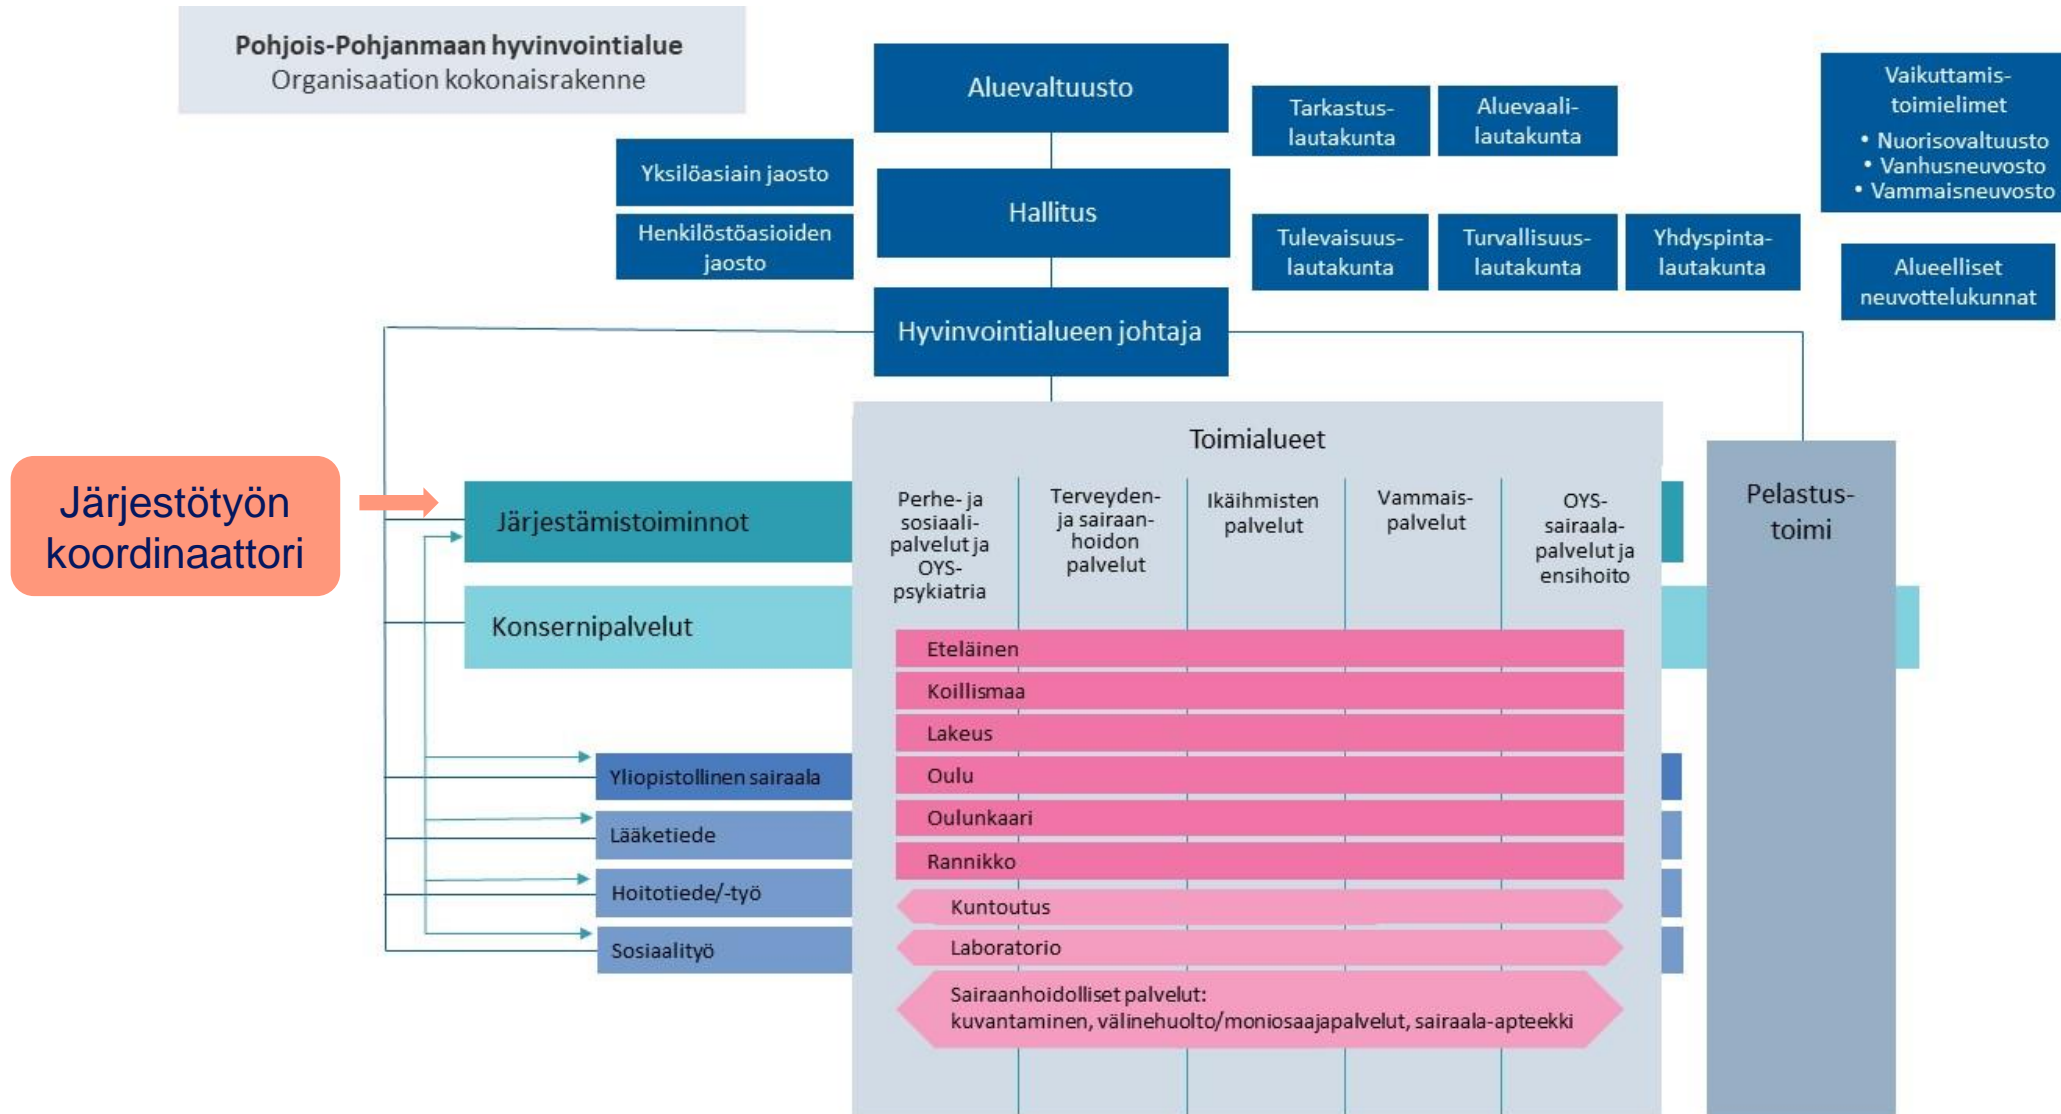 Pohjois-Pohjanmaan hyvinvointialue
Organisaation kokonaisrakenne
Aluevaltuusto
Tarkastus-
lautakunta
Aluevaali-
lautakunta
Vaikuttamis-
toimielimet
• Nuorisovaltuusto
• Vanhusneuvosto
• Vammaisneuvosto
Yksilöasiain jaosto
Henkilöstöasioiden
jaosto
Hallitus
Tulevaisuus-
lautakunta
Turvallisuus-
lautakunta
Yhdyspinta-
lautakunta
Alueelliset
neuvottelukunnat
Hyvinvointialueen johtaja
Järjestötyön
koordinaattori
Järjestämistoiminnot
Konsernipalvelut
Yliopistollinen sairaala
Lääketiede
Hoitotiede/-työ
Sosiaalityö
Toimialueet
Perhe- ja
sosiaali-
palvelut ja
OYS-
psykiatria
Terveyden-
ja sairaan-
hoidon
palvelut
Ikäihmisten
palvelut
Vammais-
palvelut
OYS-
sairaala-
palvelut ja
ensihoito
Eteläinen
Koillismaa
Lakeus
Oulu
Oulunkaari
Rannikko
Kuntoutus
Laboratorio
Sairaanhoidolliset palvelut:
kuvantaminen, välinehuolto/moniosaajapalvelut, sairaala-apteekki
Pelastus-
toimi